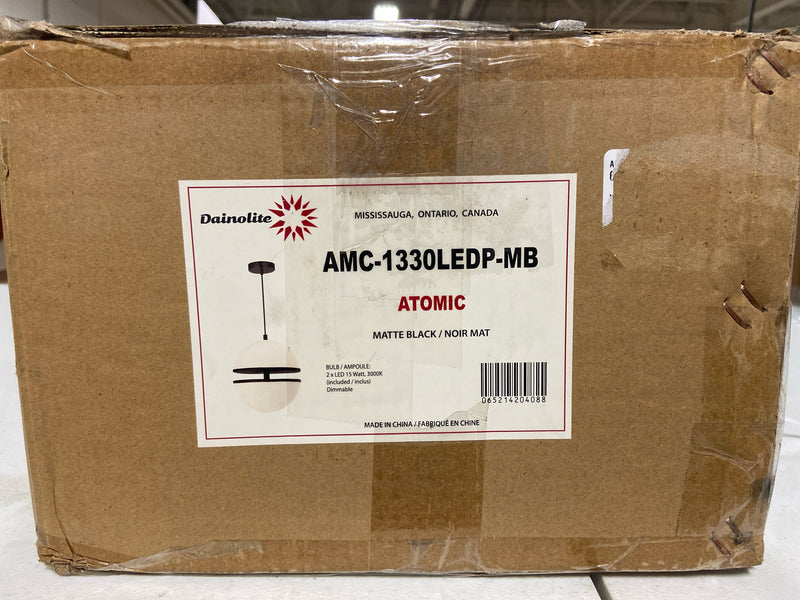 Dainolite
MISSISSAUGA, ONTARIO, CANADA
AMC-1330LEDP-MB
ATOMIC
MATTE BLACK / NOIR MAT
BULB / AMPOULE:
2 x LED 15 Watt, 3000K
(included / inclus)
Dimmable
065214204088
MADE IN CHINA / FABRIQUÉ EN CHINE
A